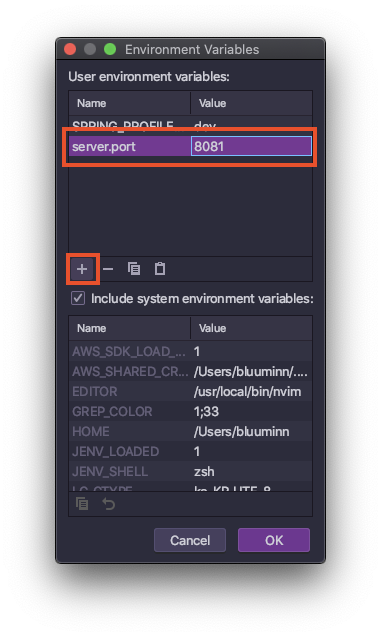 Environment Variables
User environment variables:
Name Value
SPRING_PROFILE dev
server.port 8081
Include system environment variables:
Name Value
AWS_SDK_LOAD_... 1
AWS_SHARED_CR... /Users/bluuminn/....
EDITOR /usr/local/bin/nvim
GREP_COLOR 1;33
HOME /Users/bluuminn
JENV_LOADED 1
JENV_SHELL zsh
LC_CTYPE ko_KR.UTF-8
Cancel OK